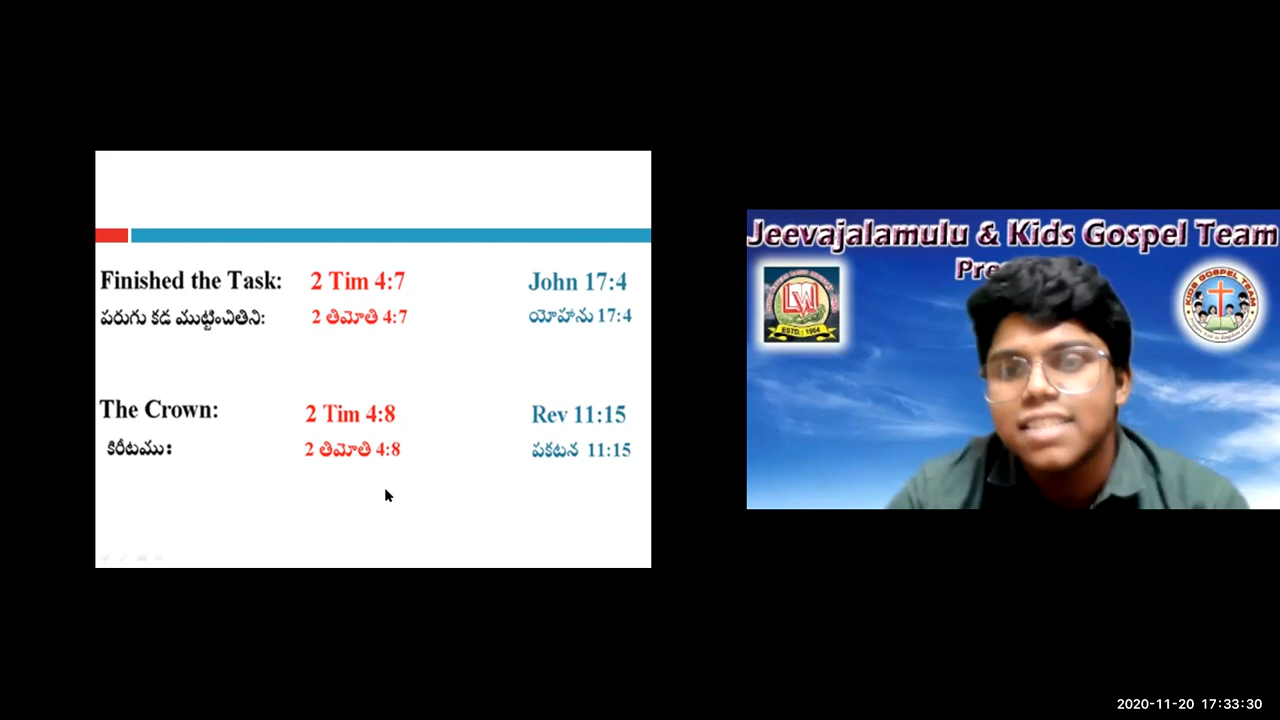 Finished the Task: 2 Tim 4:7 John 17:4
పరుగు కడ ముట్టించితిని: 2 తిమోతి 4:7 యోహాను 17:4
The Crown: 2 Tim 4:8 Rev 11:15
కిరీటము: 2 తిమోతి 4:8 పకటన 11:15
Jeevajalamulu & Kids Gospel Team
LW
ESTD.: 1954
KIDS GOSPEL TEAM
2020-11-20 17:33:30